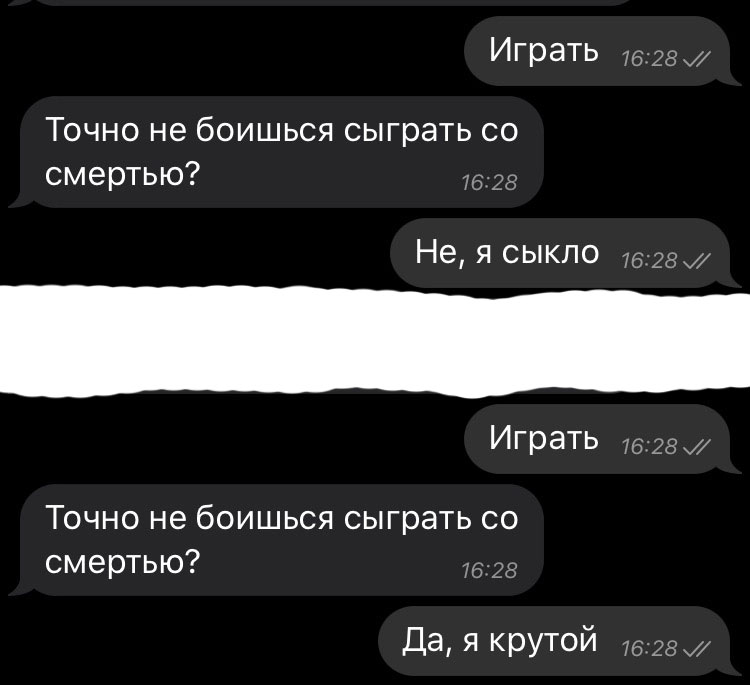 Играть 16:28
Точно не боишься сыграть со
смертью? 16:28
Не, я сыкло 16:28
Играть 16:28
Точно не боишься сыграть со
смертью? 16:28
Да, я крутой 16:28